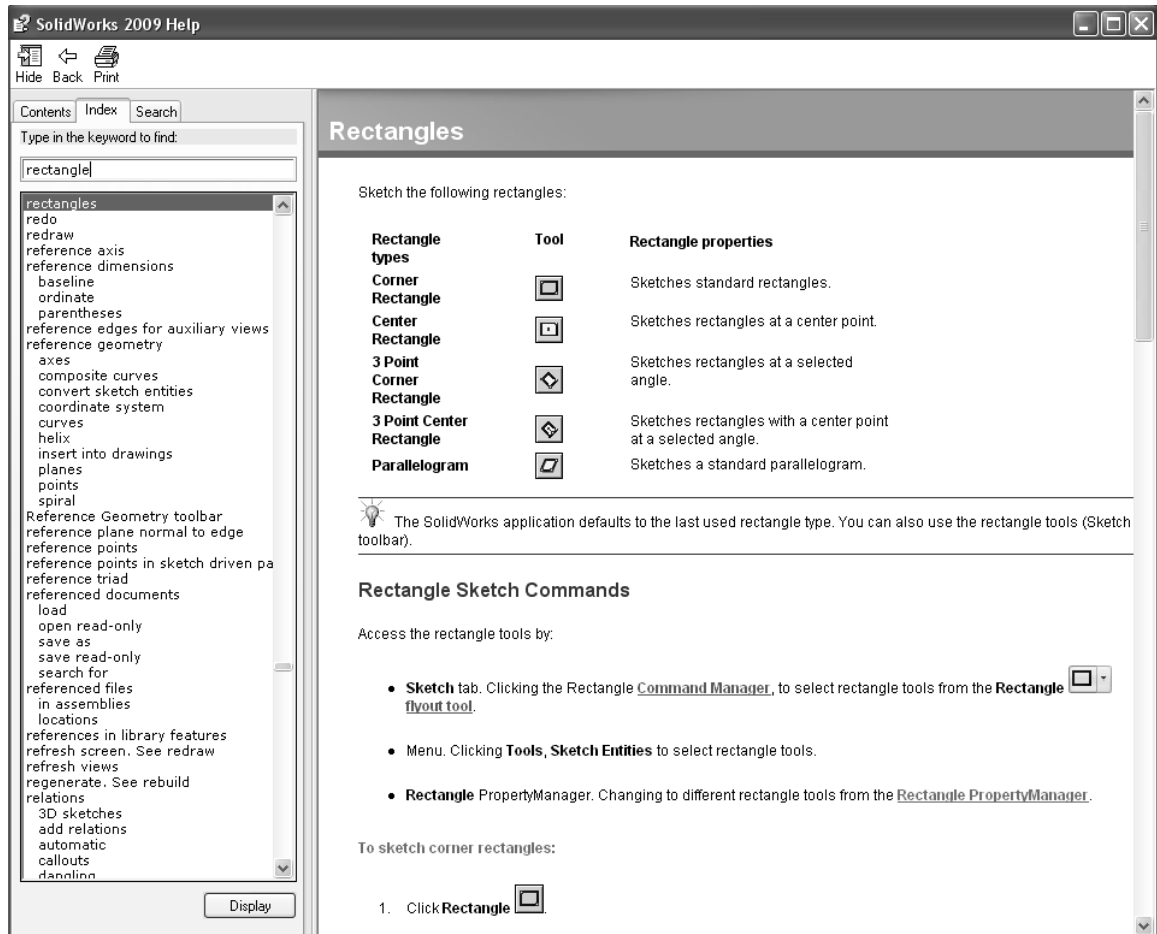 SolidWorks 2009 Help
Hide Back Print
Contents Index Search
Type in the keyword to find:
rectangle
rectangles
redo
redraw
reference axis
reference dimensions
baseline
ordinate
parentheses
reference edges for auxiliary views
reference geometry
axes
composite curves
convert sketch entities
coordinate system
curves
helix
insert into drawings
planes
points
spiral
Reference Geometry toolbar
reference plane normal to edge
reference points
reference points in sketch driven pa
reference triad
referenced documents
load
open read-only
save as
save read-only
search for
referenced files
in assemblies
locations
references in library features
refresh screen. See redraw
refresh views
regenerate. See rebuild
relations
3D sketches
add relations
automatic
callouts
dangling
Display
Rectangles
Sketch the following rectangles:
Rectangle types Tool Rectangle properties
Corner Rectangle Sketches standard rectangles.
Center Rectangle Sketches rectangles at a center point.
3 Point Corner Rectangle Sketches rectangles at a selected angle.
3 Point Center Rectangle Sketches rectangles with a center point at a selected angle.
Parallelogram Sketches a standard parallelogram.
The SolidWorks application defaults to the last used rectangle type. You can also use the rectangle tools (Sketch
toolbar).
Rectangle Sketch Commands
Access the rectangle tools by:
• Sketch tab. Clicking the Rectangle Command Manager, to select rectangle tools from the Rectangle
flyout tool.
• Menu. Clicking Tools, Sketch Entities to select rectangle tools.
• Rectangle PropertyManager. Changing to different rectangle tools from the Rectangle PropertyManager.
To sketch corner rectangles:
1. Click Rectangle .